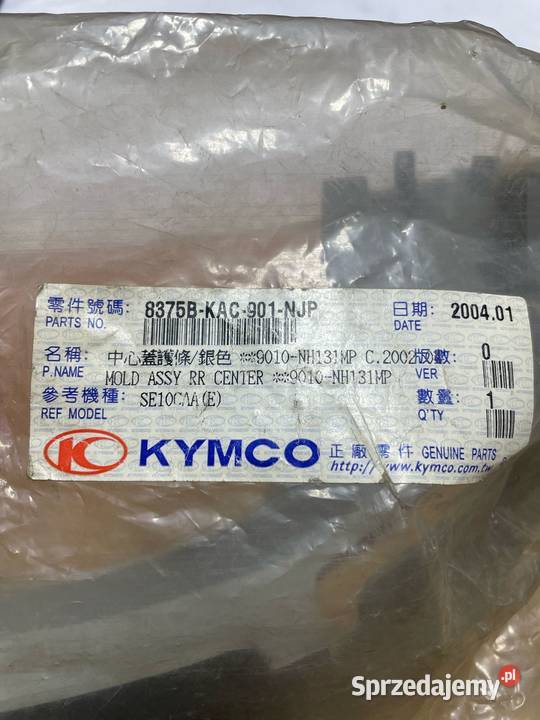 零件號碼: 8375B-KAC-901-NJP 日期: 2004.01
PARTS NO. DATE
名稱: 中心蓋護條/銀色 **9010-NH131MP C.200 版數: 0
P.NAME MOLD ASSY RR CENTER **9010-NH131MP VER
參考機種: SE10CAA(E) 數量: 1
REF MODEL Q'TY
KYMCO 正廠零件 GENUINE PARTS
http://www.kymco.com.tw
Sprzedajemy.pl